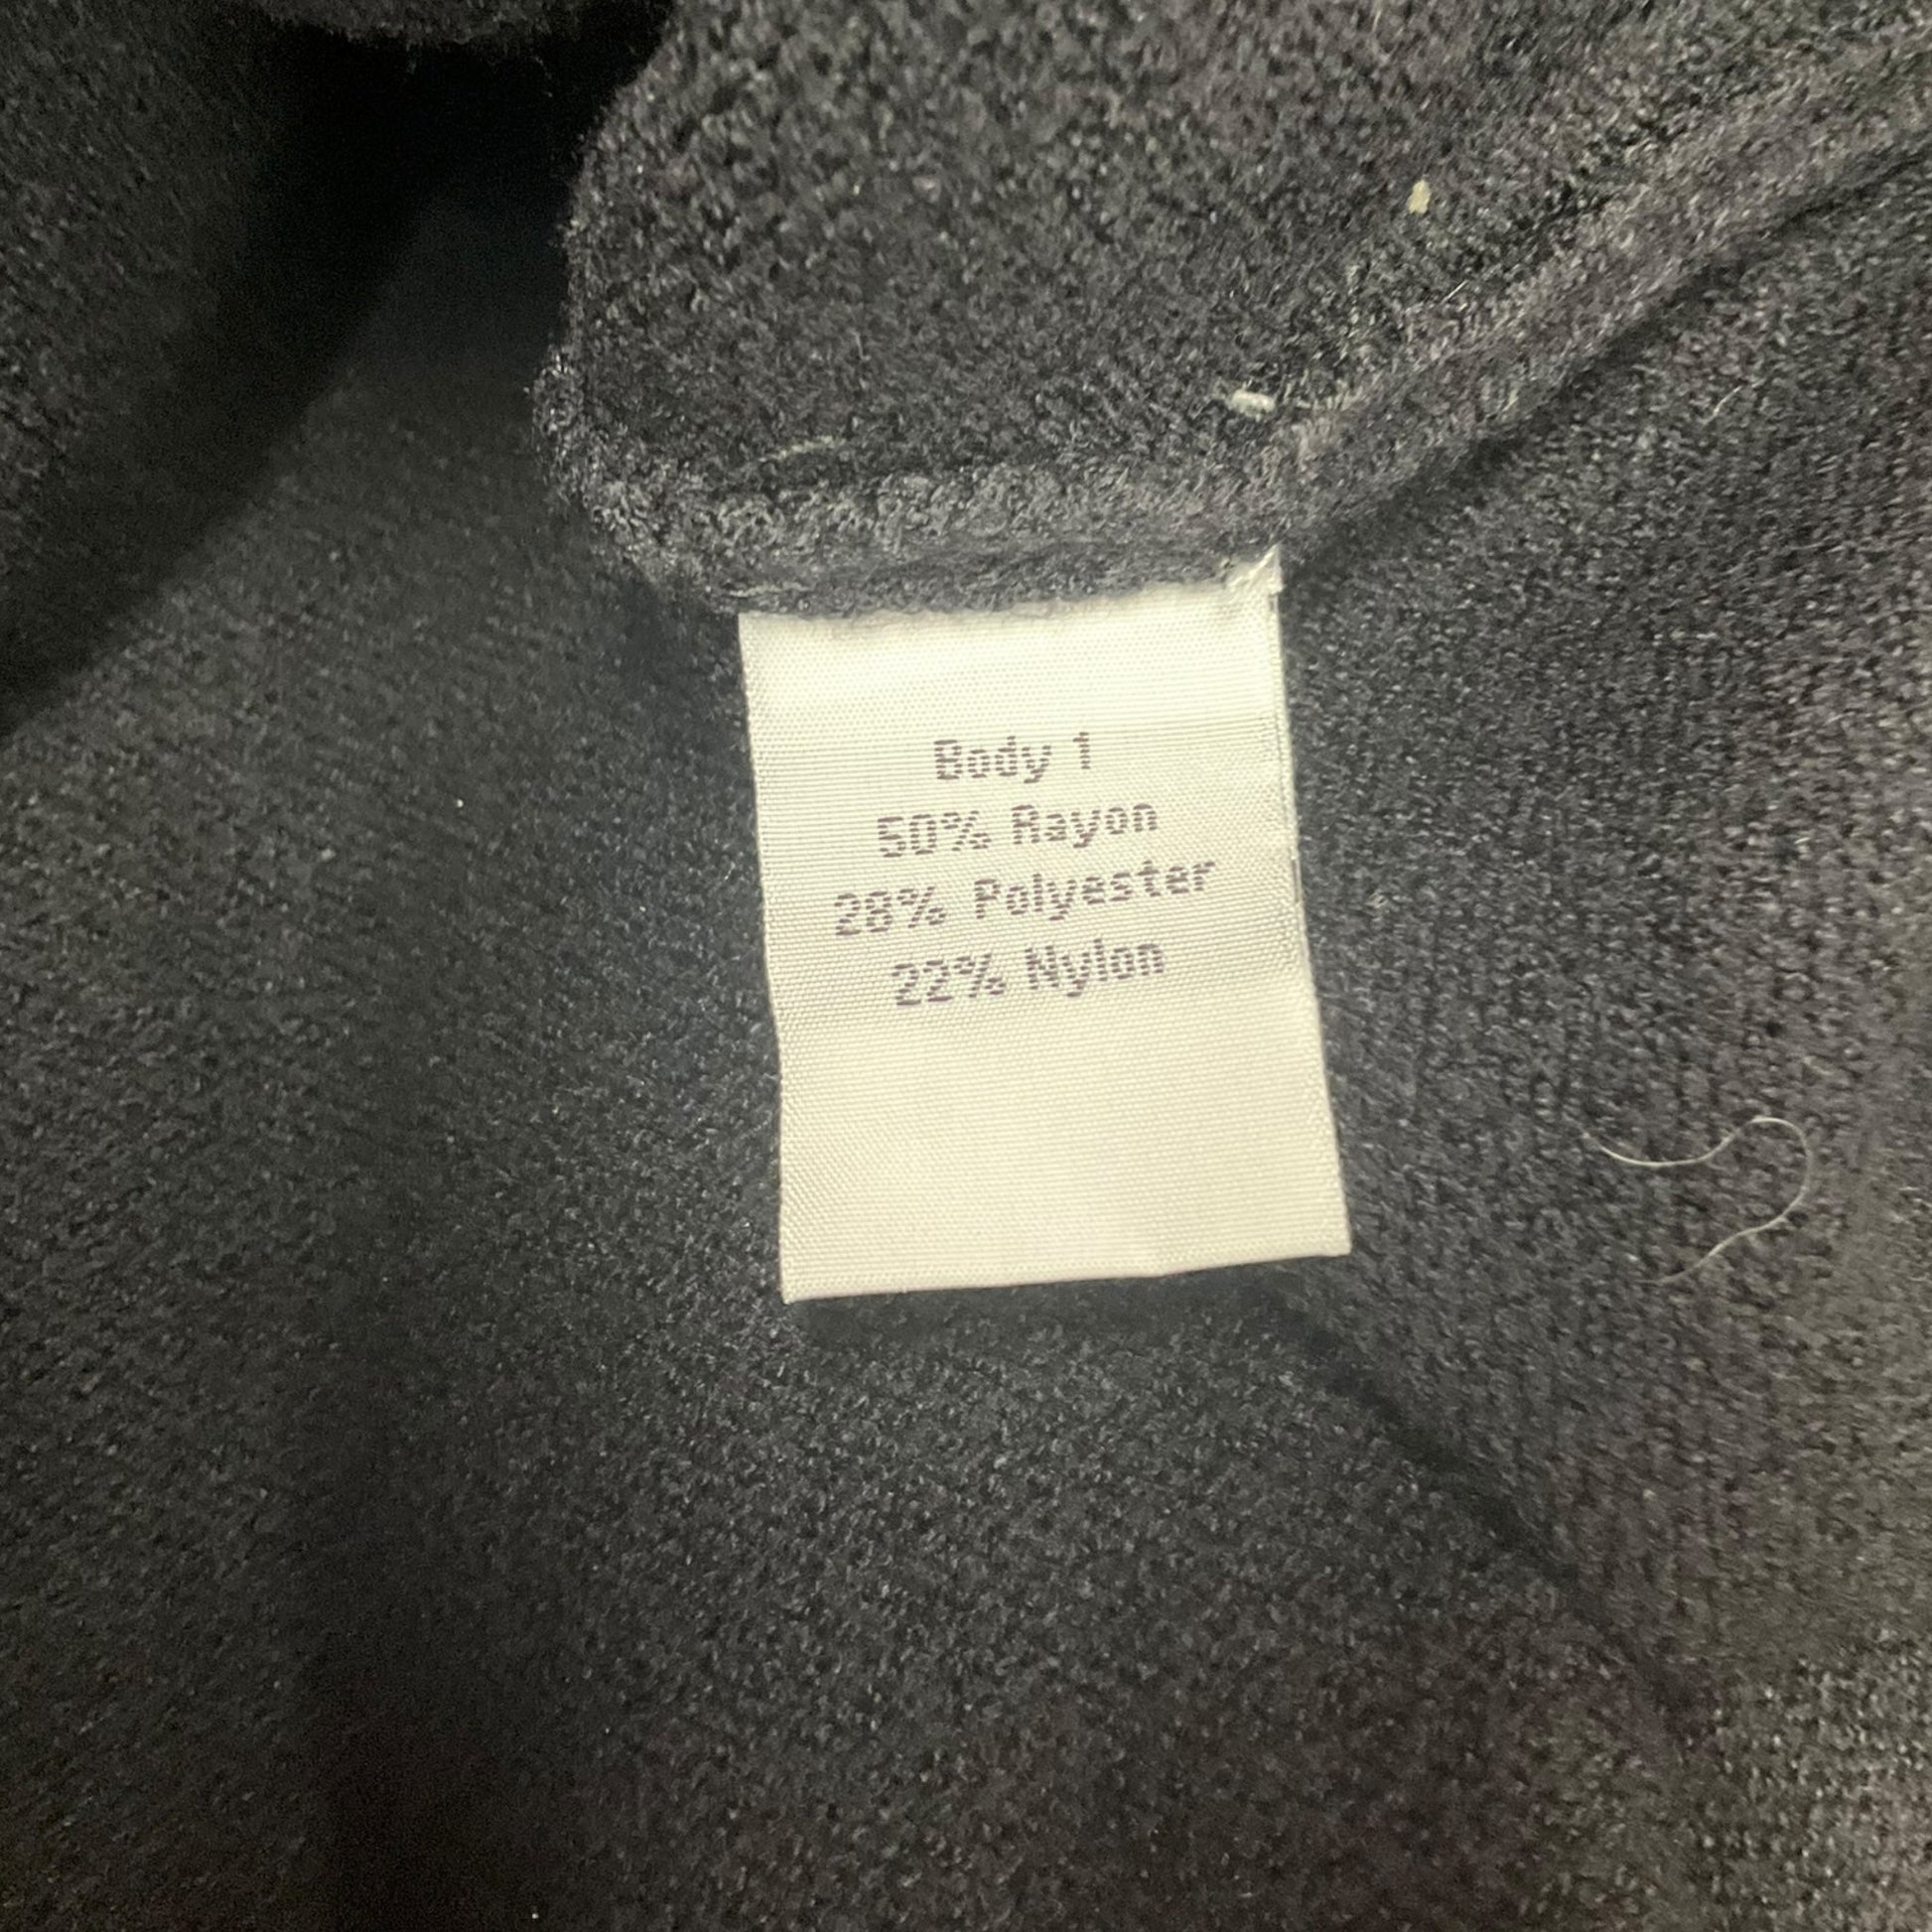 Body 1
50% Rayon
28% Polyester
22% Nylon